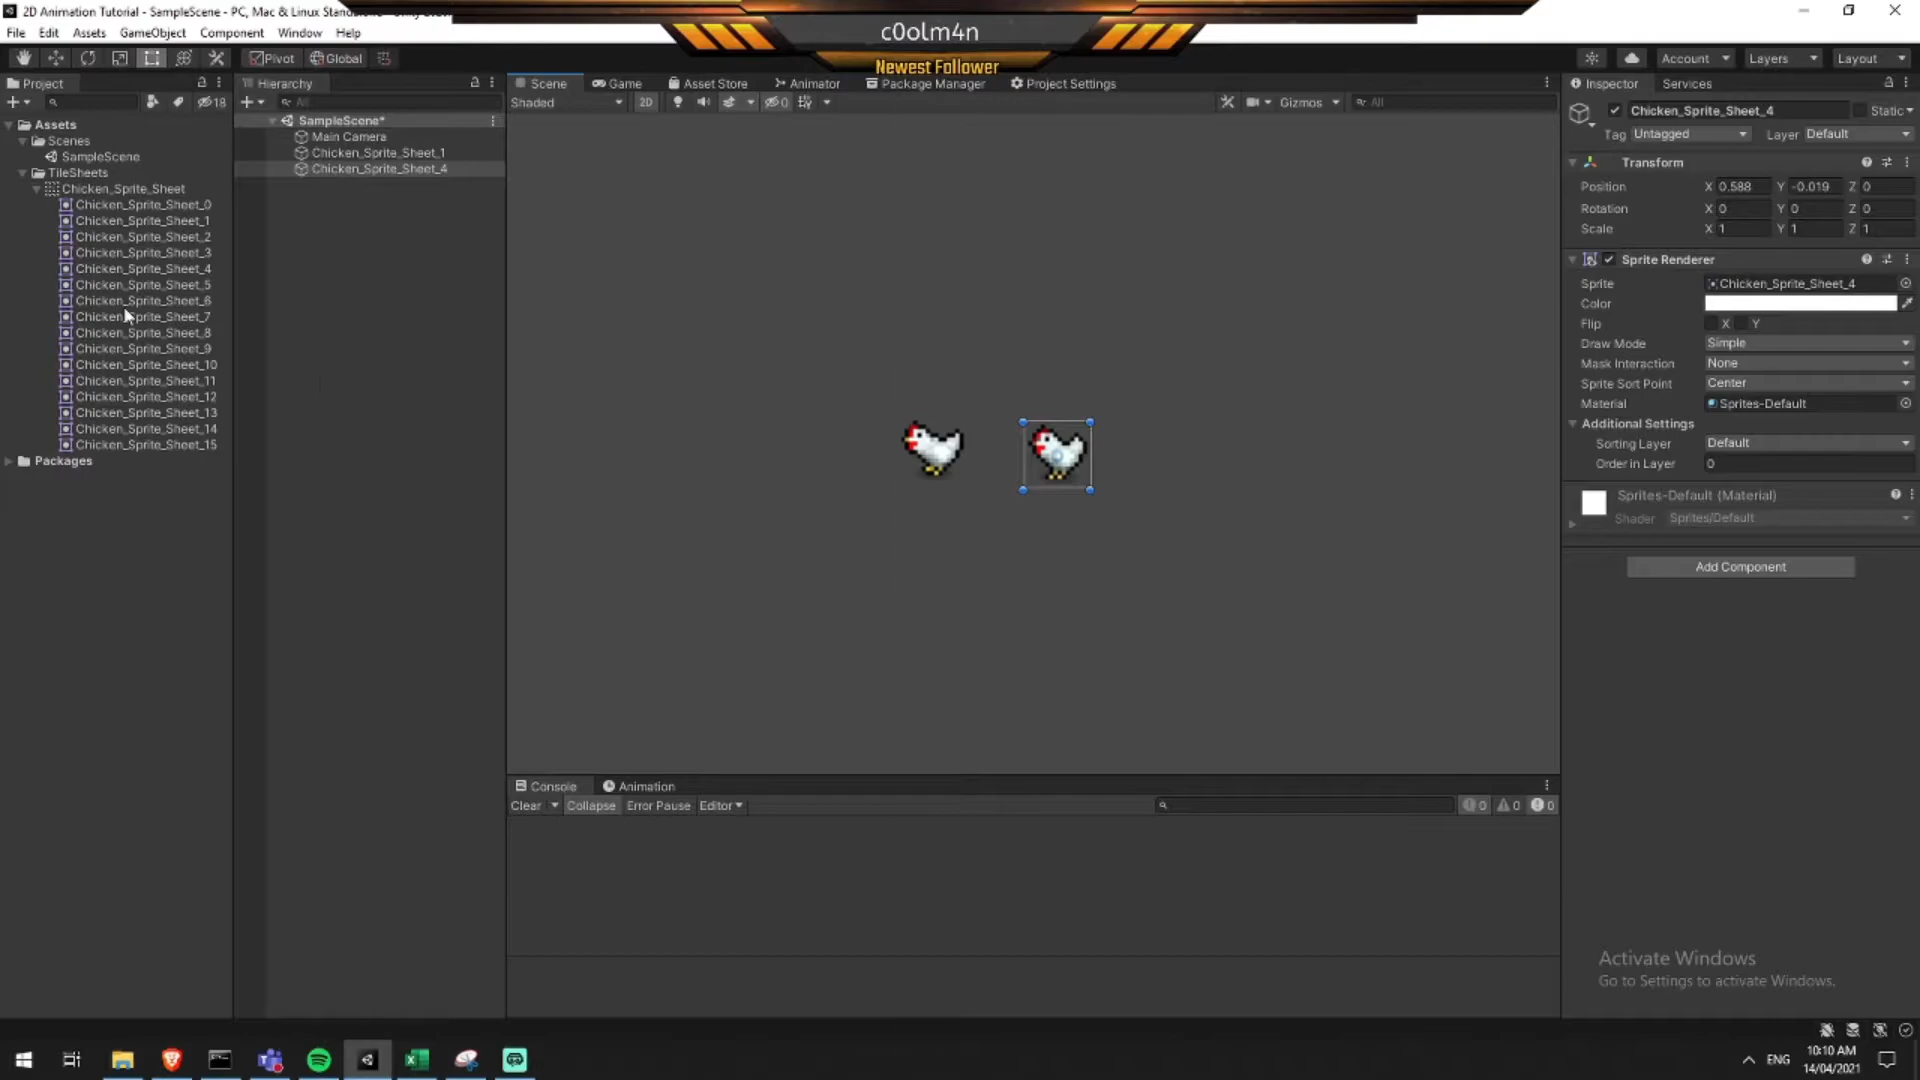 2D Animation Tutorial - SampleScene - PC, Mac & Linux Standalone
c0olm4n
Newest Follower
File Edit Assets GameObject Component Window Help
Pivot Global
Account Layers Layout
Project
18
Assets
Scenes
SampleScene
TileSheets
Chicken_Sprite_Sheet
Chicken_Sprite_Sheet_0
Chicken_Sprite_Sheet_1
Chicken_Sprite_Sheet_2
Chicken_Sprite_Sheet_3
Chicken_Sprite_Sheet_4
Chicken_Sprite_Sheet_5
Chicken_Sprite_Sheet_6
Chicken_Sprite_Sheet_7
Chicken_Sprite_Sheet_8
Chicken_Sprite_Sheet_9
Chicken_Sprite_Sheet_10
Chicken_Sprite_Sheet_11
Chicken_Sprite_Sheet_12
Chicken_Sprite_Sheet_13
Chicken_Sprite_Sheet_14
Chicken_Sprite_Sheet_15
Packages
Hierarchy
All
SampleScene*
Main Camera
Chicken_Sprite_Sheet_1
Chicken_Sprite_Sheet_4
Scene Game Asset Store Animator Package Manager Project Settings
Shaded 2D 0 Gizmos All
Console Animation
Clear Collapse Error Pause Editor 0 0 0
Inspector Services
Chicken_Sprite_Sheet_4 Static
Tag Untagged Layer Default
Transform
Position X 0.588 Y -0.019 Z 0
Rotation X 0 Y 0 Z 0
Scale X 1 Y 1 Z 1
Sprite Renderer
Sprite Chicken_Sprite_Sheet_4
Color
Flip X Y
Draw Mode Simple
Mask Interaction None
Sprite Sort Point Center
Material Sprites-Default
Additional Settings
Sorting Layer Default
Order in Layer 0
Sprites-Default (Material)
Shader Sprites/Default
Add Component
Activate Windows
Go to Settings to activate Windows.
ENG
10:10 AM
14/04/2021